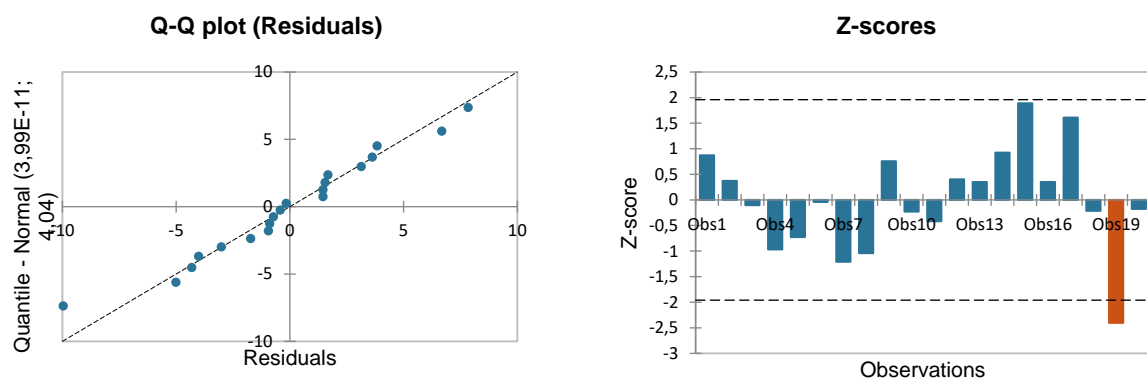 Q-Q plot (Residuals)
Quantile - Normal (3,99E-11;
4,04)
10
5
0
-5
-10
-10
-5
0
5
10
Residuals
Z-scores
Z-score
2,5
2
1,5
1
0,5
0
-0,5
-1
-1,5
-2
-2,5
-3
Obs1
Obs4
Obs7
Obs10
Obs13
Obs16
Obs19
Observations